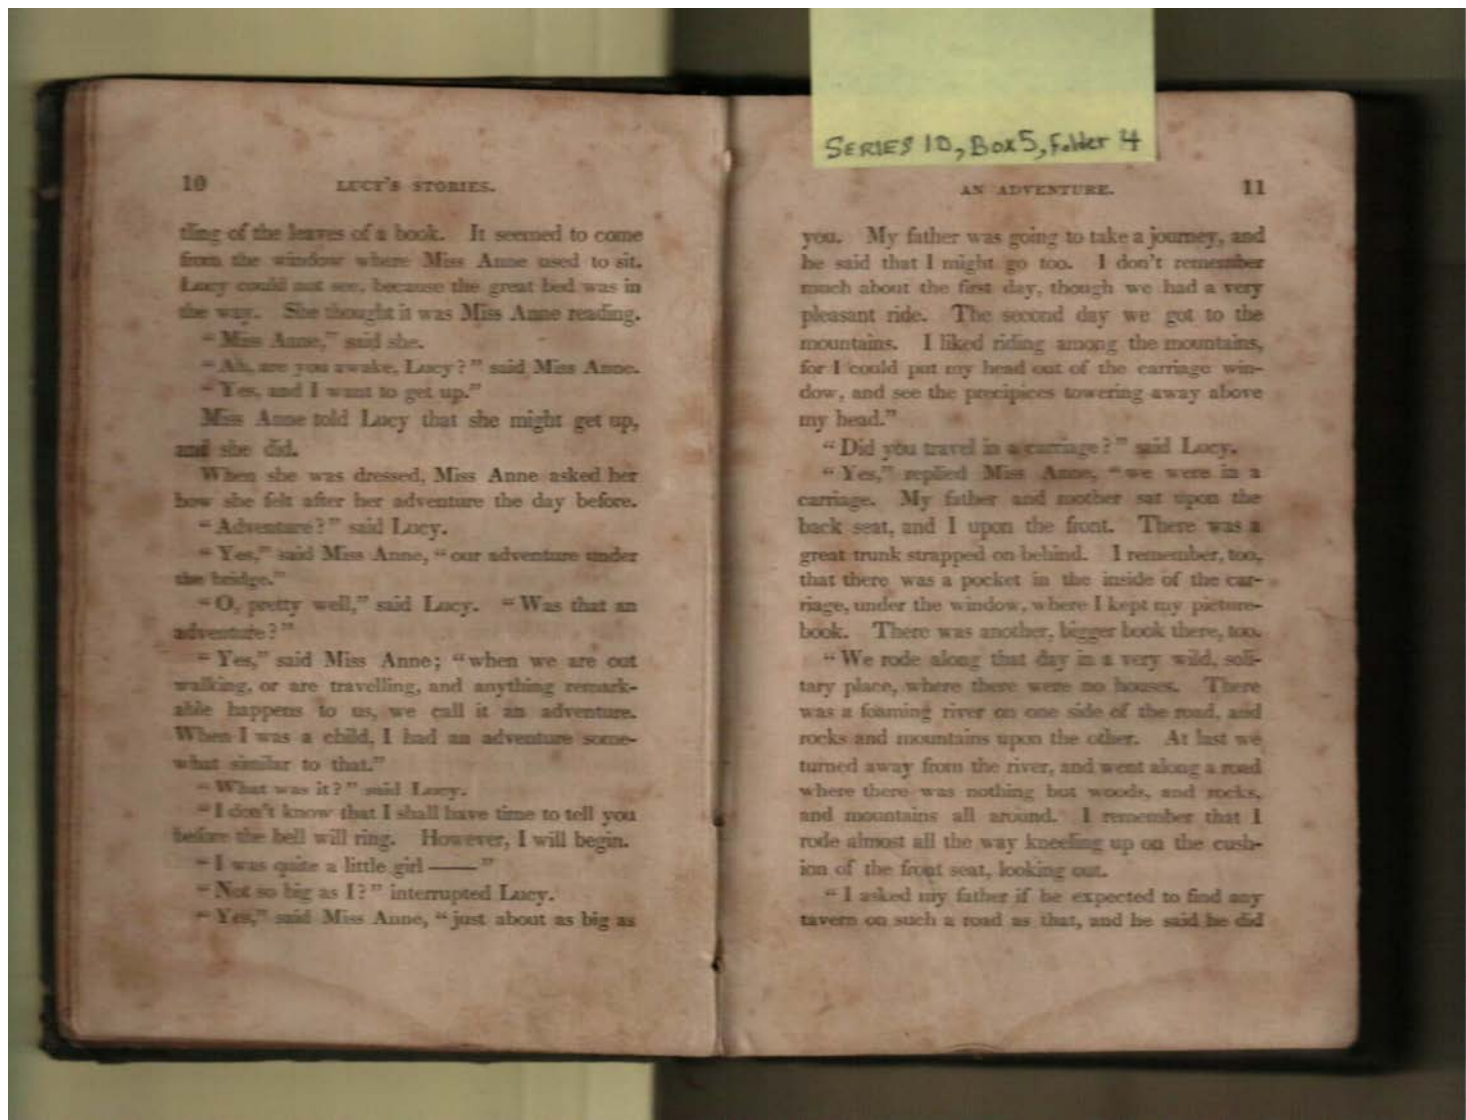 SERIES 1D, Box 5, Folder 4
10 LUCY'S STORIES.
tling of the leaves of a book. It seemed to come
from the window where Miss Anne used to sit.
Lucy could not see, because the great bed was in
the way. She thought it was Miss Anne reading.
“Miss Anne,” said she.
“Ah, are you awake, Lucy?” said Miss Anne.
“Yes, and I want to get up.”
Miss Anne told Lucy that she might get up,
and she did.
When she was dressed, Miss Anne asked her
how she felt after her adventure the day before.
“Adventure?” said Lucy.
“Yes,” said Miss Anne, “our adventure under
the bridge.”
“O, pretty well,” said Lucy. “Was that an
adventure?”
“Yes,” said Miss Anne; “when we are out
walking, or are travelling, and anything remark-
able happens to us, we call it an adventure.
When I was a child, I had an adventure some-
what similar to that.”
“What was it?” said Lucy.
“I don't know that I shall have time to tell you
before the bell will ring. However, I will begin.
“I was quite a little girl ——”
“Not so big as I?” interrupted Lucy.
“Yes,” said Miss Anne, “just about as big as
AN ADVENTURE. 11
you. My father was going to take a journey, and
he said that I might go too. I don't remember
much about the first day, though we had a very
pleasant ride. The second day we got to the
mountains. I liked riding among the mountains,
for I could put my head out of the carriage win-
dow, and see the precipices towering away above
my head.”
“Did you travel in a carriage?” said Lucy.
“Yes,” replied Miss Anne, “we were in a
carriage. My father and mother sat upon the
back seat, and I upon the front. There was a
great trunk strapped on behind. I remember, too,
that there was a pocket in the inside of the car-
riage, under the window, where I kept my picture-
book. There was another, bigger book there, too.
“We rode along that day in a very wild, soli-
tary place, where there were no houses. There
was a foaming river on one side of the road, and
rocks and mountains upon the other. At last we
turned away from the river, and went along a road
where there was nothing but woods, and rocks,
and mountains all around. I remember that I
rode almost all the way kneeling up on the cush-
ion of the front seat, looking out.
“I asked my father if he expected to find any
tavern on such a road as that, and he said he did